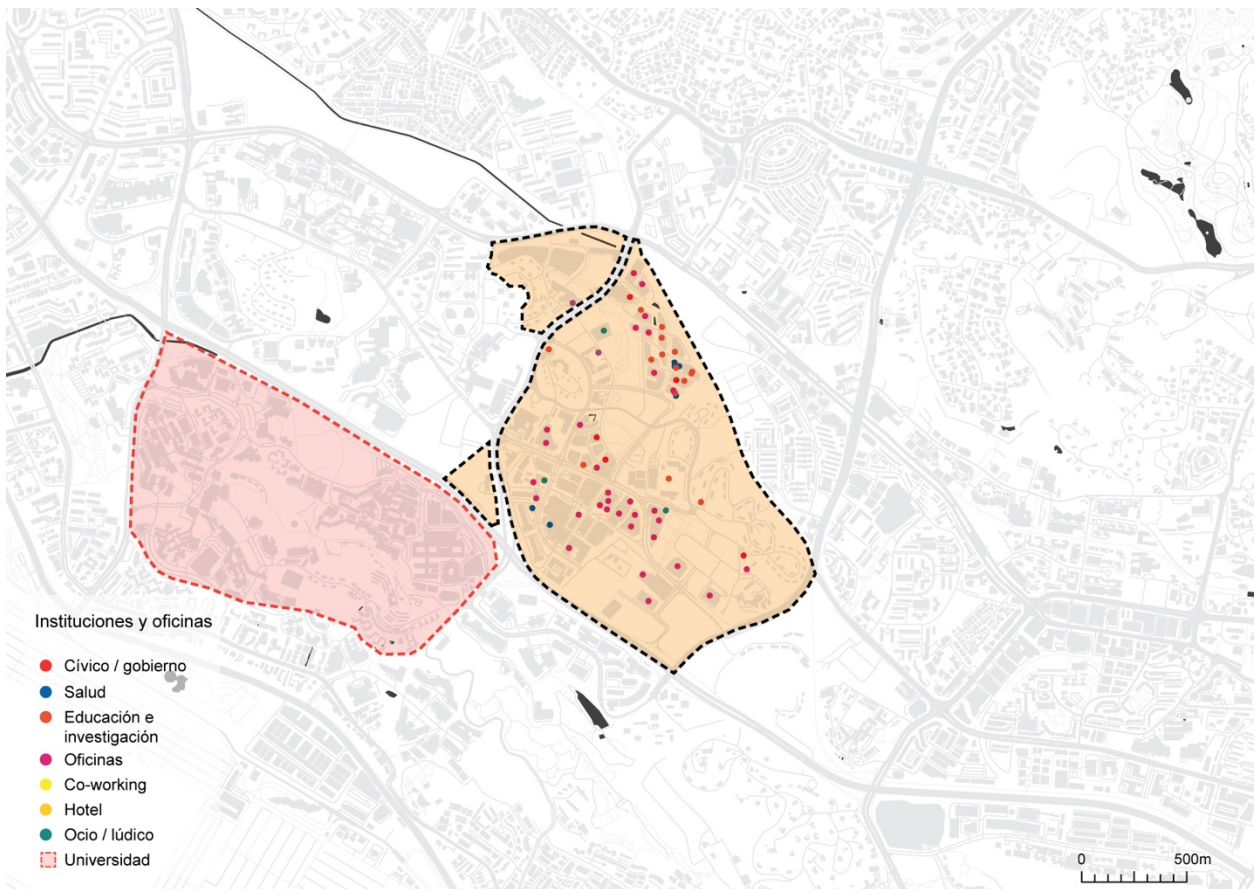 Instituciones y oficinas
Cívico / gobierno
Salud
Educación e
investigación
Oficinas
Co-working
Hotel
Ocio / lúdico
Universidad
0 500m